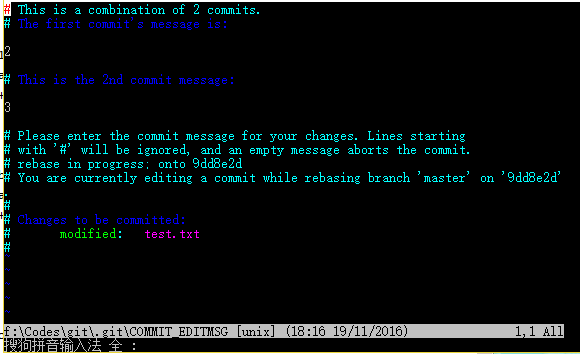 # This is a combination of 2 commits.
# The first commit's message is:
2
# This is the 2nd commit message:
3
# Please enter the commit message for your changes. Lines starting
# with '#' will be ignored, and an empty message aborts the commit.
# rebase in progress; onto 9dd8e2d
# You are currently editing a commit while rebasing branch 'master' on '9dd8e2d'
.
#
# Changes to be committed:
#       modified:   test.txt
#
~
~
~
~
~
f:\Codes\git\.git\COMMIT_EDITMSG [unix] (18:16 19/11/2016) 1,1 All
搜狗拼音输入法 全 :